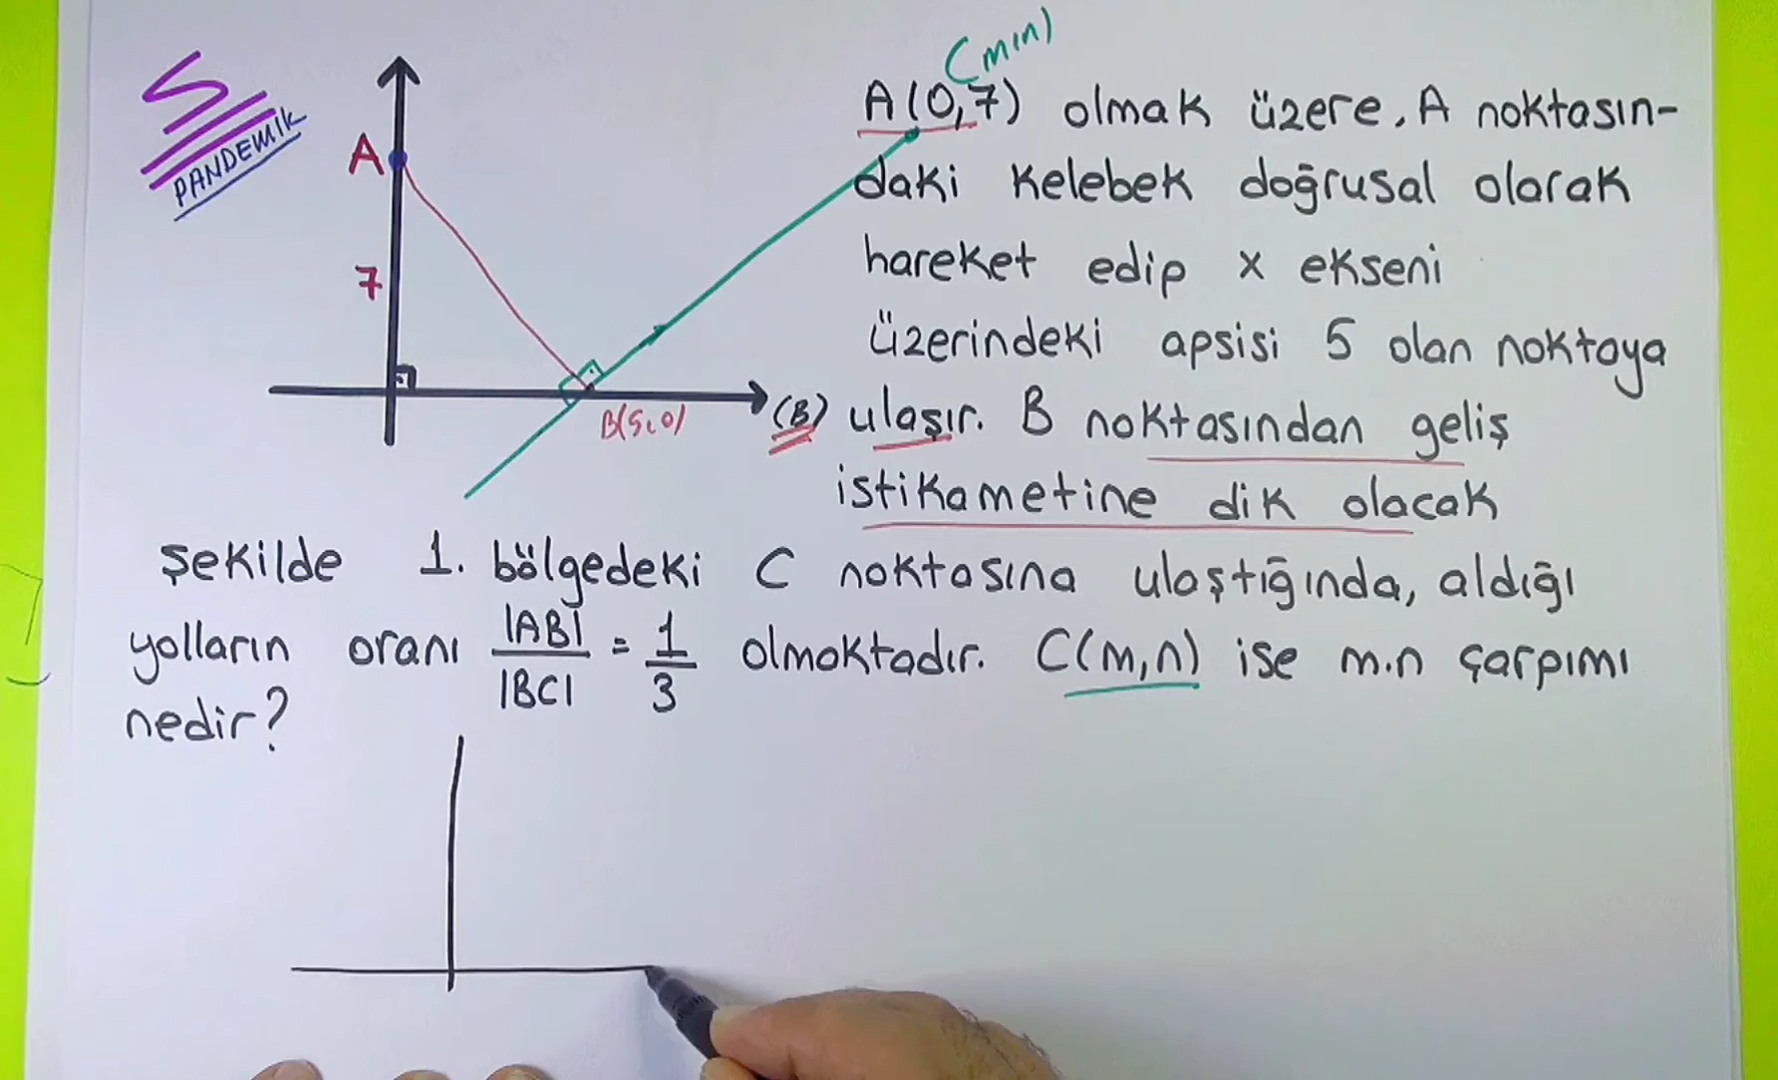 PANDEMİK
A
7
B(5,0)
C(m,n)
A(0,7) olmak üzere, A noktasın-
daki kelebek doğrusal olarak
hareket edip x ekseni
üzerindeki apsisi 5 olan noktaya
(B) ulaşır. B noktasından geliş
istikametine dik olacak
şekilde 1. bölgedeki C noktasına ulaştığında, aldığı
yolların oranı |AB|/|BC| = 1/3 olmaktadır. C(m,n) ise m.n çarpımı
nedir?